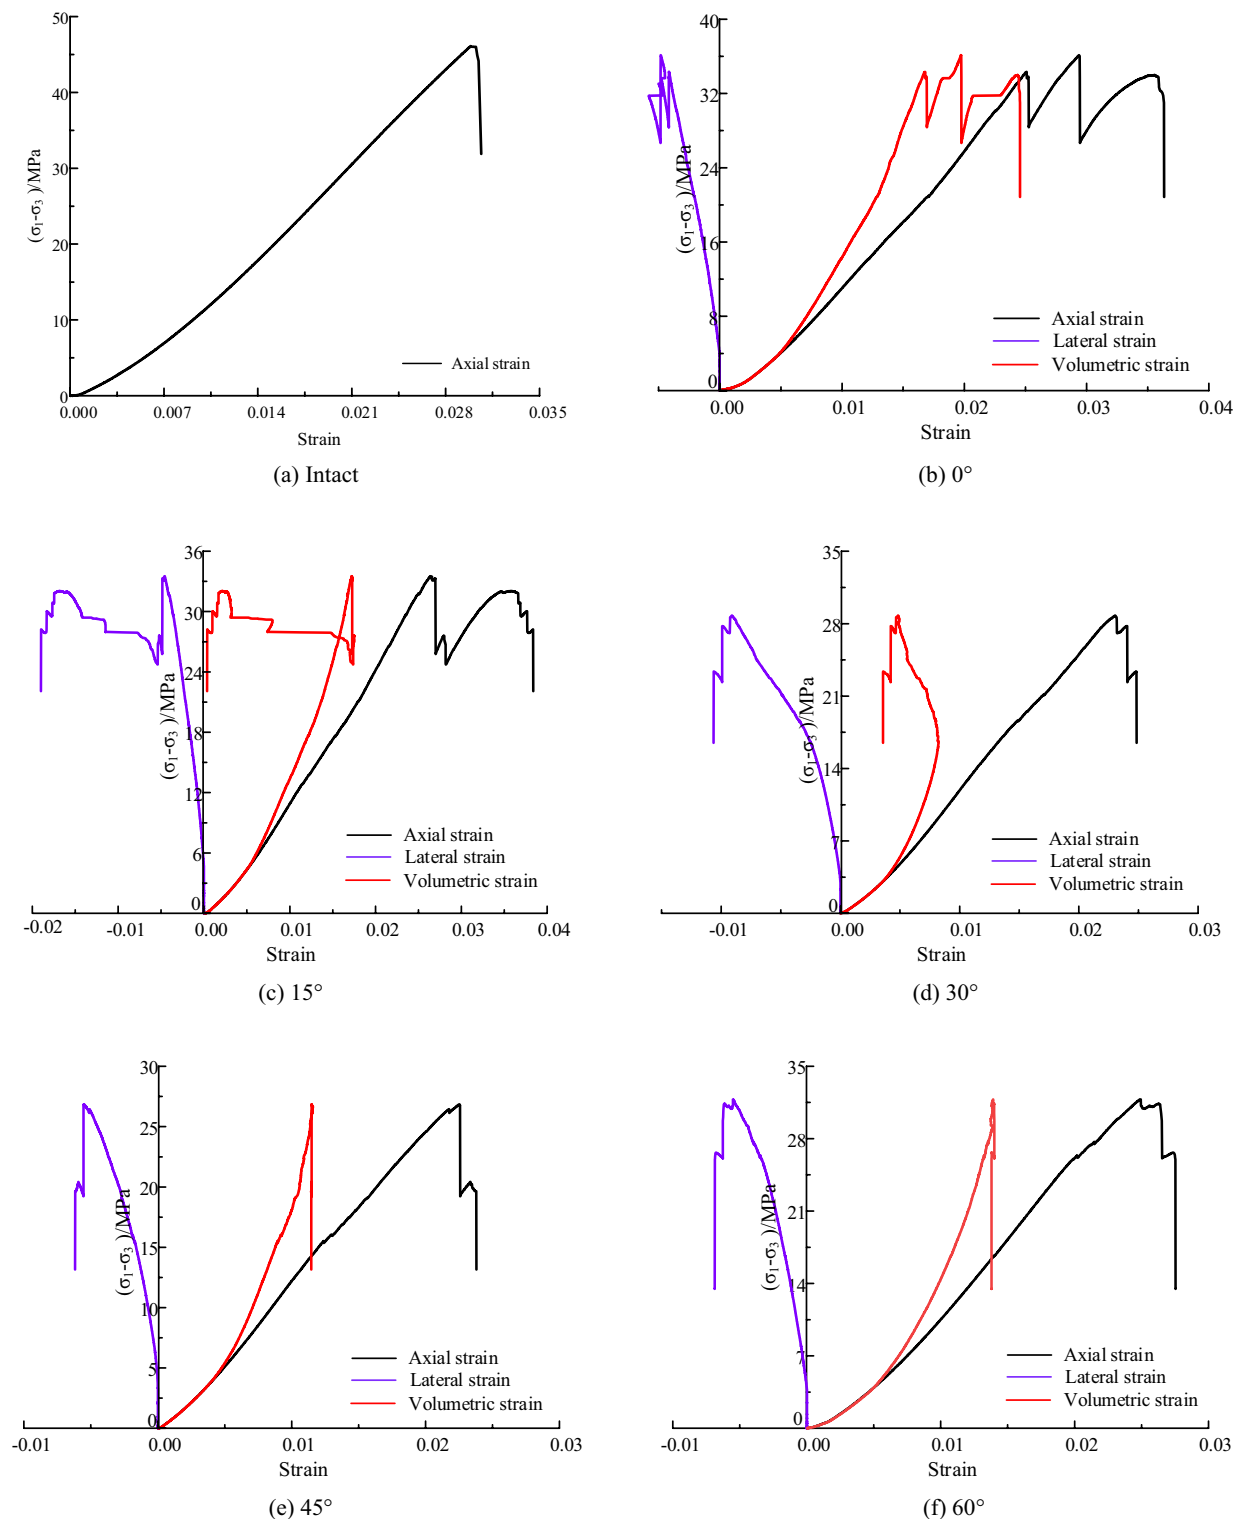 50
40
30
20
10
0
(σ1-σ3 )/MPa
Axial strain
0.000 0.007 0.014 0.021 0.028 0.035
Strain
(a) Intact
40
32
24
16
8
0
(σ1-σ3 )/MPa
Axial strain
Lateral strain
Volumetric strain
0.00 0.01 0.02 0.03 0.04
Strain
(b) 0°
36
30
24
18
12
6
0
(σ1-σ3 )/MPa
Axial strain
Lateral strain
Volumetric strain
-0.02 -0.01 0.00 0.01 0.02 0.03 0.04
Strain
(c) 15°
35
28
21
14
7
0
(σ1-σ3 )/MPa
Axial strain
Lateral strain
Volumetric strain
-0.01 0.00 0.01 0.02 0.03
Strain
(d) 30°
30
25
20
15
10
5
0
(σ1-σ3 )/MPa
Axial strain
Lateral strain
Volumetric strain
-0.01 0.00 0.01 0.02 0.03
Strain
(e) 45°
35
28
21
14
7
0
(σ1-σ3 )/MPa
Axial strain
Lateral strain
Volumetric strain
-0.01 0.00 0.01 0.02 0.03
Strain
(f) 60°